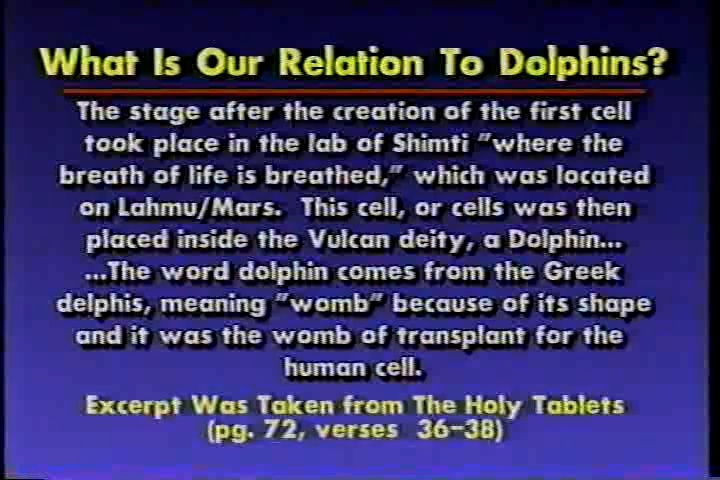 What Is Our Relation To Dolphins?
The stage after the creation of the first cell
took place in the lab of Shimti "where the
breath of life is breathed," which was located
on Lahmu/Mars. This cell, or cells was then
placed inside the Vulcan deity, a Dolphin...
...The word dolphin comes from the Greek
delphis, meaning "womb" because of its shape
and it was the womb of transplant for the
human cell.
Excerpt Was Taken from The Holy Tablets
(pg. 72, verses 36-38)